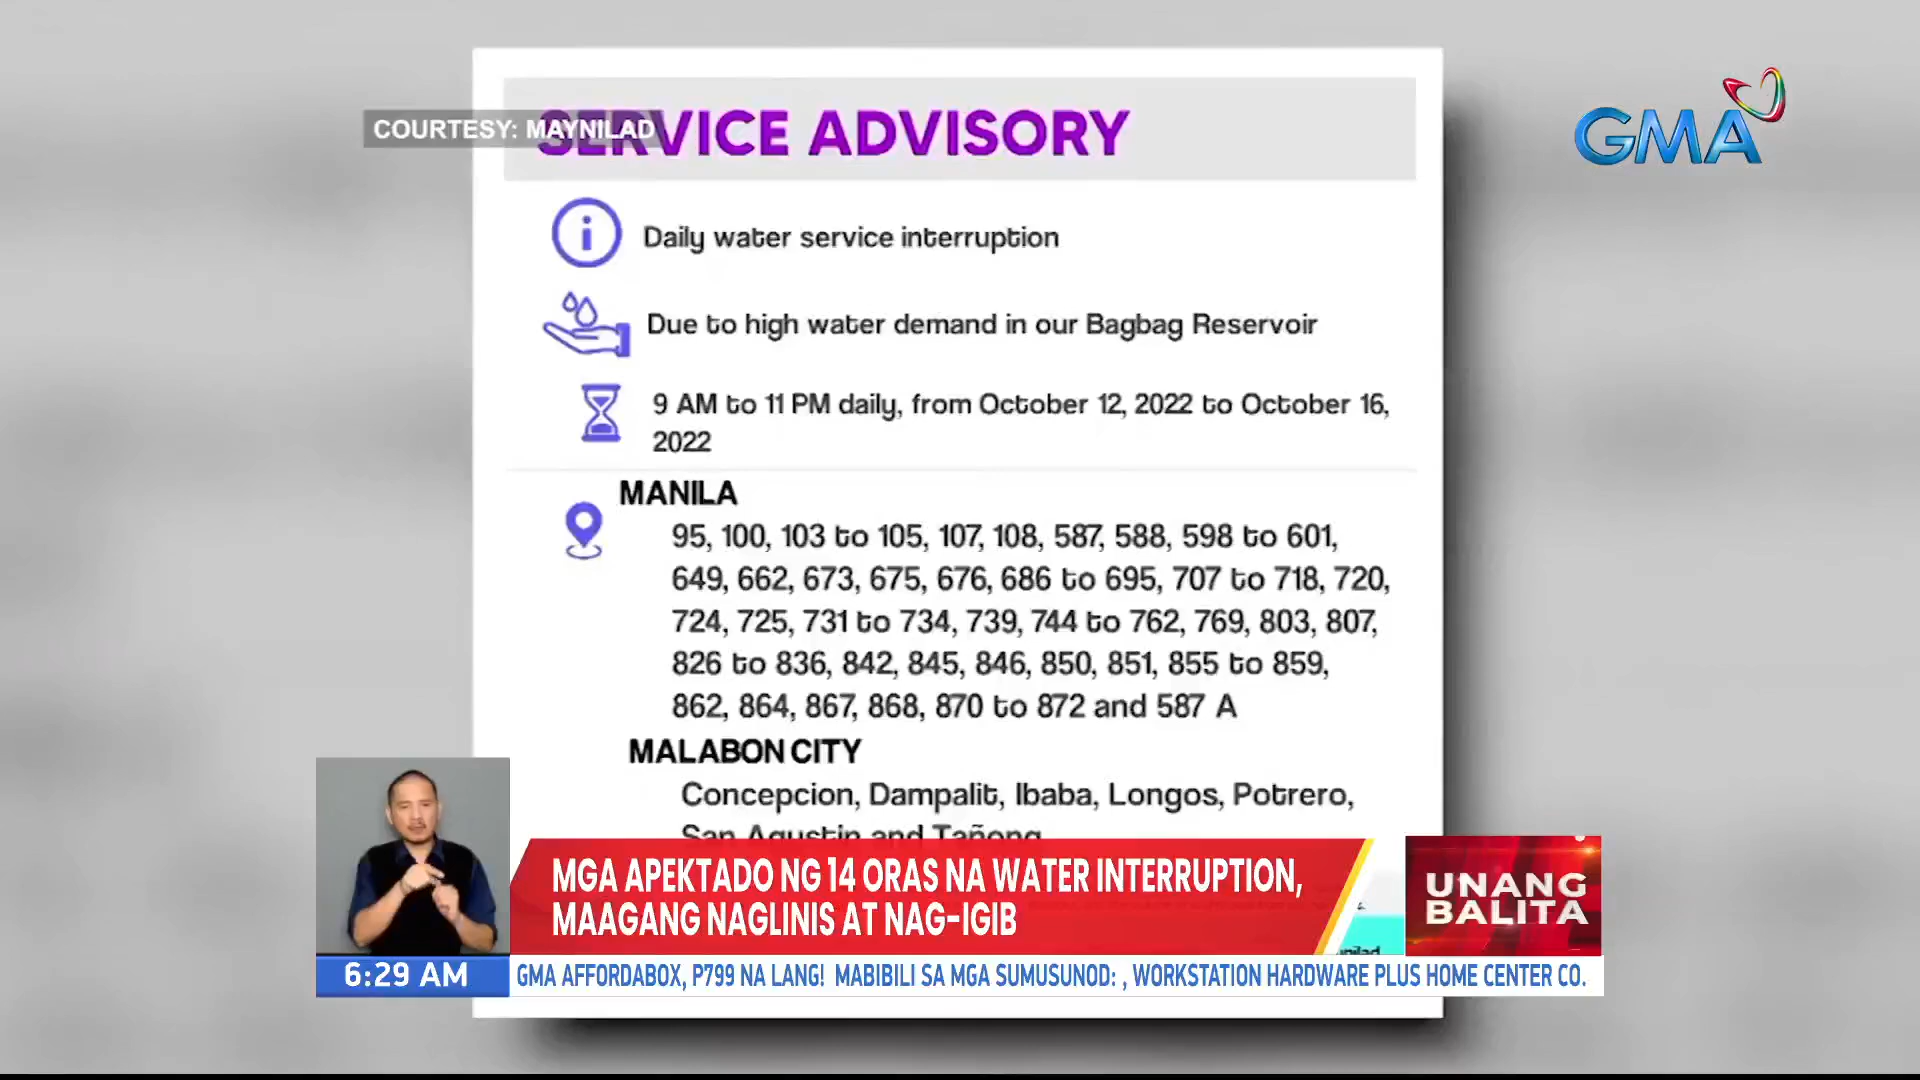 SERVICE ADVISORY
COURTESY: MAYNILAD
GMA
Daily water service interruption
Due to high water demand in our Bagbag Reservoir
9 AM to 11 PM daily, from October 12, 2022 to October 16,
2022
MANILA
95, 100, 103 to 105, 107, 108, 587, 588, 598 to 601,
649, 662, 673, 675, 676, 686 to 695, 707 to 718, 720,
724, 725, 731 to 734, 739, 744 to 762, 769, 803, 807,
826 to 836, 842, 845, 846, 850, 851, 855 to 859,
862, 864, 867, 868, 870 to 872 and 587 A
MALABON CITY
Concepcion, Dampalit, Ibaba, Longos, Potrero,
San Agustin and Tañong
MGA APEKTADO NG 14 ORAS NA WATER INTERRUPTION,
MAAGANG NAGLINIS AT NAG-IGIB
UNANG
BALITA
6:29 AM
GMA AFFORDABOX, P799 NA LANG! MABIBILI SA MGA SUMUSUNOD: , WORKSTATION HARDWARE PLUS HOME CENTER CO.